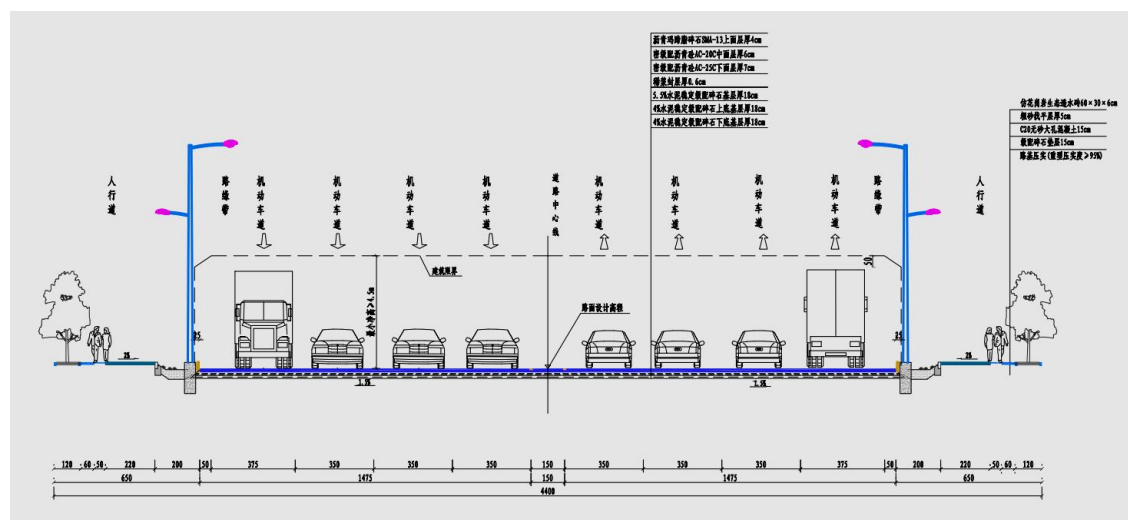 沥青玛蹄脂碎石SMA-13上面层厚4cm
密级配沥青砼AC-20C中面层厚6cm
密级配沥青砼AC-25C下面层厚7cm
稀浆封层厚0.6cm
5.5%水泥稳定级配碎石基层厚18cm
4%水泥稳定级配碎石上底基层厚18cm
4%水泥稳定级配碎石下底基层厚18cm
仿花岗岩生态透水砖60×30×6cm
粗砂找平层厚5cm
C20无砂大孔混凝土15cm
级配碎石垫层15cm
路基压实(重型压实度≥95%)
人行道
路缘带
机动车道
机动车道
机动车道
机动车道
道路中心线
机动车道
机动车道
机动车道
机动车道
路缘带
人行道
建筑限界
50
最小净高≥4.5m
路面设计高程
25
25
2%
2%
1.5%
1.5%
120 60 50 220 200 50 375 350 350 350 150 350 350 350 375 50 200 220 50 60 120
650 1475 150 1475 650
4400